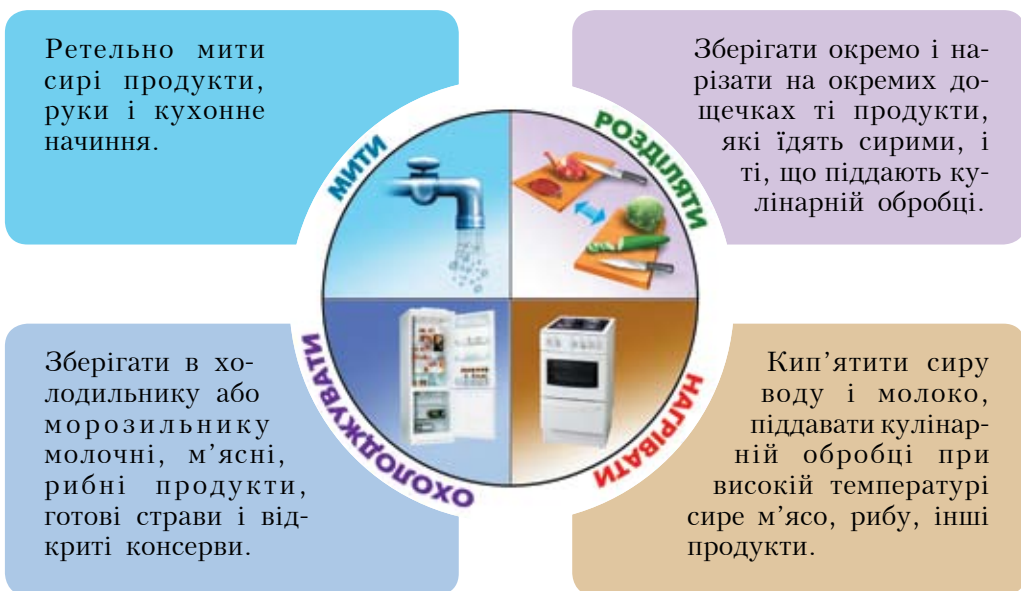 Ретельно мити
сирі продукти,
руки і кухонне
начиння.
Зберігати окремо і на-
різати на окремих до-
щечках ті продукти,
які їдять сирими, і
ті, що піддають ку-
лінарній обробці.
МИТИ
РОЗДІЛЯТИ
ОХОЛОДЖУВАТИ
НАГРІВАТИ
Зберігати в хо-
лодильнику або
морозильнику
молочні, м’ясні,
рибні продукти,
готові страви і від-
криті консерви.
Кип’ятити сиру
воду і молоко,
піддавати кулінар-
ній обробці при
високій температурі
сире м’ясо, рибу, інші
продукти.